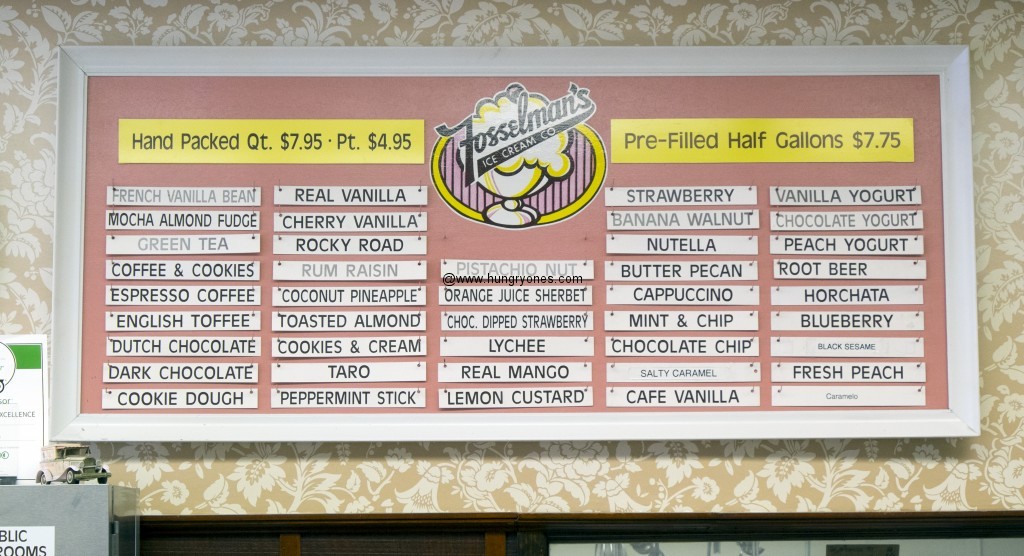 Fosselman's
ICE CREAM CO.
Hand Packed Qt. $7.95 · Pt. $4.95
Pre-Filled Half Gallons $7.75
FRENCH VANILLA BEAN
MOCHA ALMOND FUDGE
GREEN TEA
COFFEE & COOKIES
ESPRESSO COFFEE
ENGLISH TOFFEE
DUTCH CHOCOLATE
DARK CHOCOLATE
COOKIE DOUGH
REAL VANILLA
CHERRY VANILLA
ROCKY ROAD
RUM RAISIN
COCONUT PINEAPPLE
TOASTED ALMOND
COOKIES & CREAM
TARO
PEPPERMINT STICK
PISTACHIO NUT
@www.hungryones.com
ORANGE JUICE SHERBET
CHOC. DIPPED STRAWBERRY
LYCHEE
REAL MANGO
LEMON CUSTARD
STRAWBERRY
BANANA WALNUT
NUTELLA
BUTTER PECAN
CAPPUCCINO
MINT & CHIP
CHOCOLATE CHIP
SALTY CARAMEL
CAFE VANILLA
VANILLA YOGURT
CHOCOLATE YOGURT
PEACH YOGURT
ROOT BEER
HORCHATA
BLUEBERRY
BLACK SESAME
FRESH PEACH
Caramelo
EXCELLENCE
BLIC
ROOMS